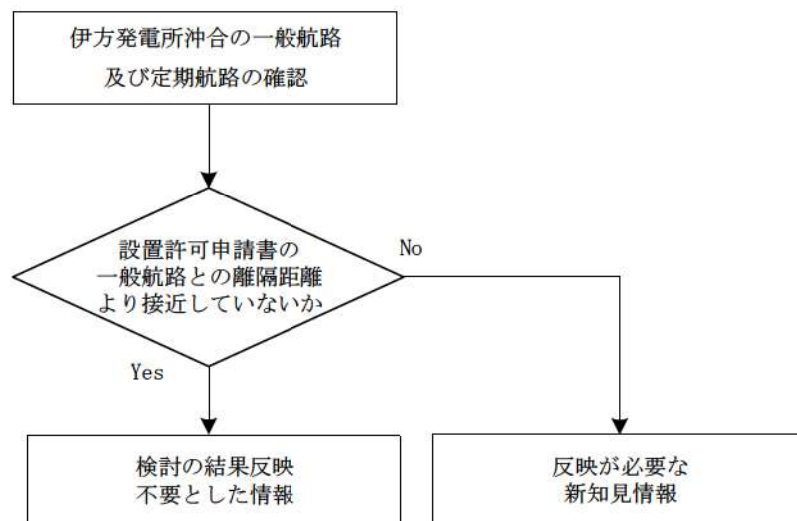 伊方発電所沖合の一般航路
及び定期航路の確認
設置許可申請書の
一般航路との離隔距離
より接近していないか
No
Yes
検討の結果反映
不要とした情報
反映が必要な
新知見情報